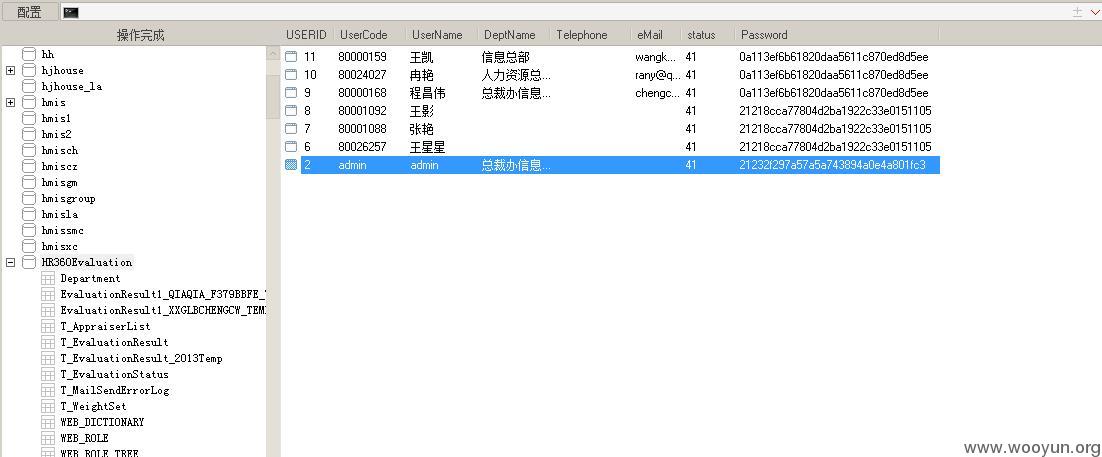 配置
操作完成
hh
hjhouse
hjhouse_la
hmis
hmis1
hmis2
hmisch
hmiscz
hmisgm
hmisgroup
hmisla
hmissmc
hmisxc
HR360Evaluation
Department
EvaluationResult1_QIAQIA_F379BBFE_
EvaluationResult1_XXGLBCHENGCW_TEM
T_AppraiserList
T_EvaluationResult
T_EvaluationResult_2013Temp
T_EvaluationStatus
T_MailSendErrorLog
T_WeightSet
WEB_DICTIONARY
WEB_ROLE
WEB_ROLE_TREE
USERID UserCode UserName DeptName Telephone eMail status Password
11 80000159 王凯 信息总部 wangk... 41 0a113ef6b61820daa5611c870ed8d5ee
10 80024027 冉艳 人力资源总... rany@q... 41 0a113ef6b61820daa5611c870ed8d5ee
9 80000168 程昌伟 总裁办信息... chengc... 41 0a113ef6b61820daa5611c870ed8d5ee
8 80001092 王影 41 21218cca77804d2ba1922c33e0151105
7 80001088 张艳 41 21218cca77804d2ba1922c33e0151105
6 80026257 王星星 41 21218cca77804d2ba1922c33e0151105
2 admin admin 总裁办信息... 41 21232f297a57a5a743894a0e4a801fc3
www.wooyun.org